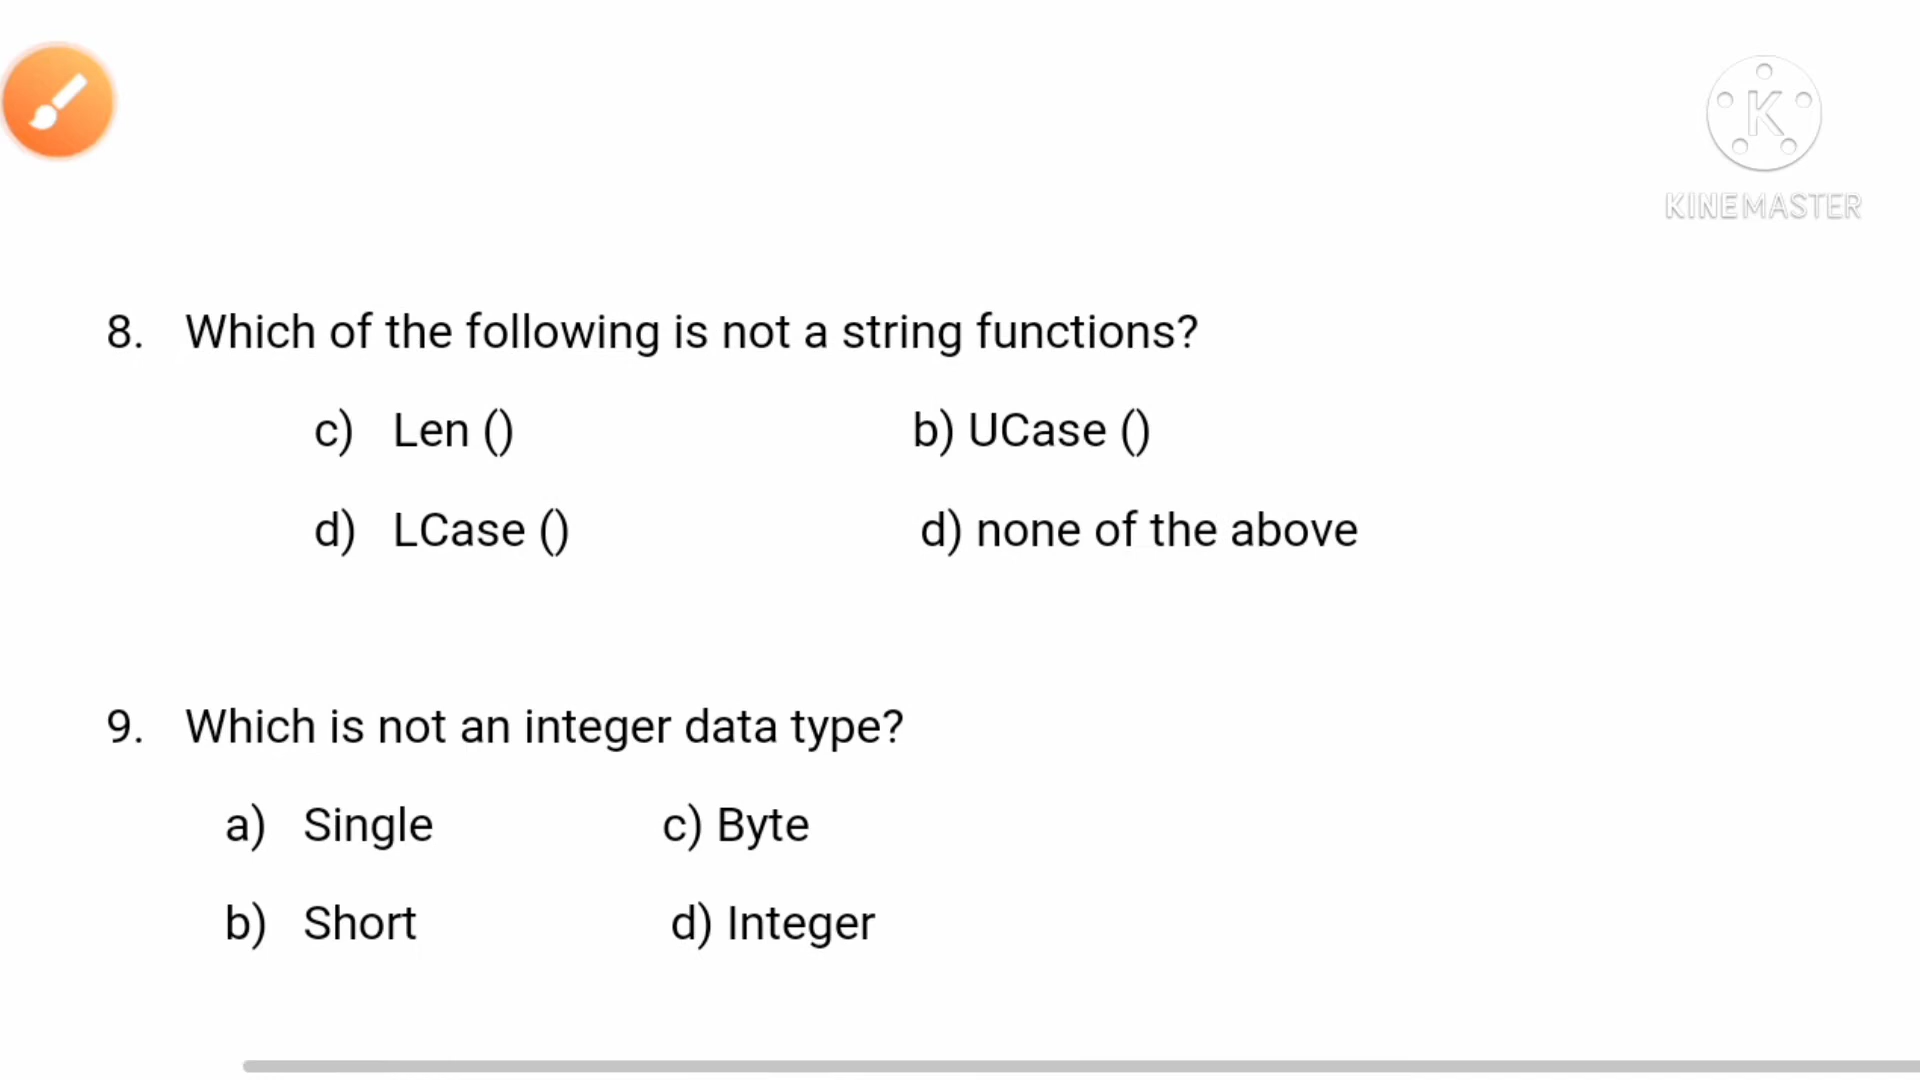 KINEMASTER
8. Which of the following is not a string functions?
c) Len () b) UCase ()
d) LCase () d) none of the above
9. Which is not an integer data type?
a) Single c) Byte
b) Short d) Integer